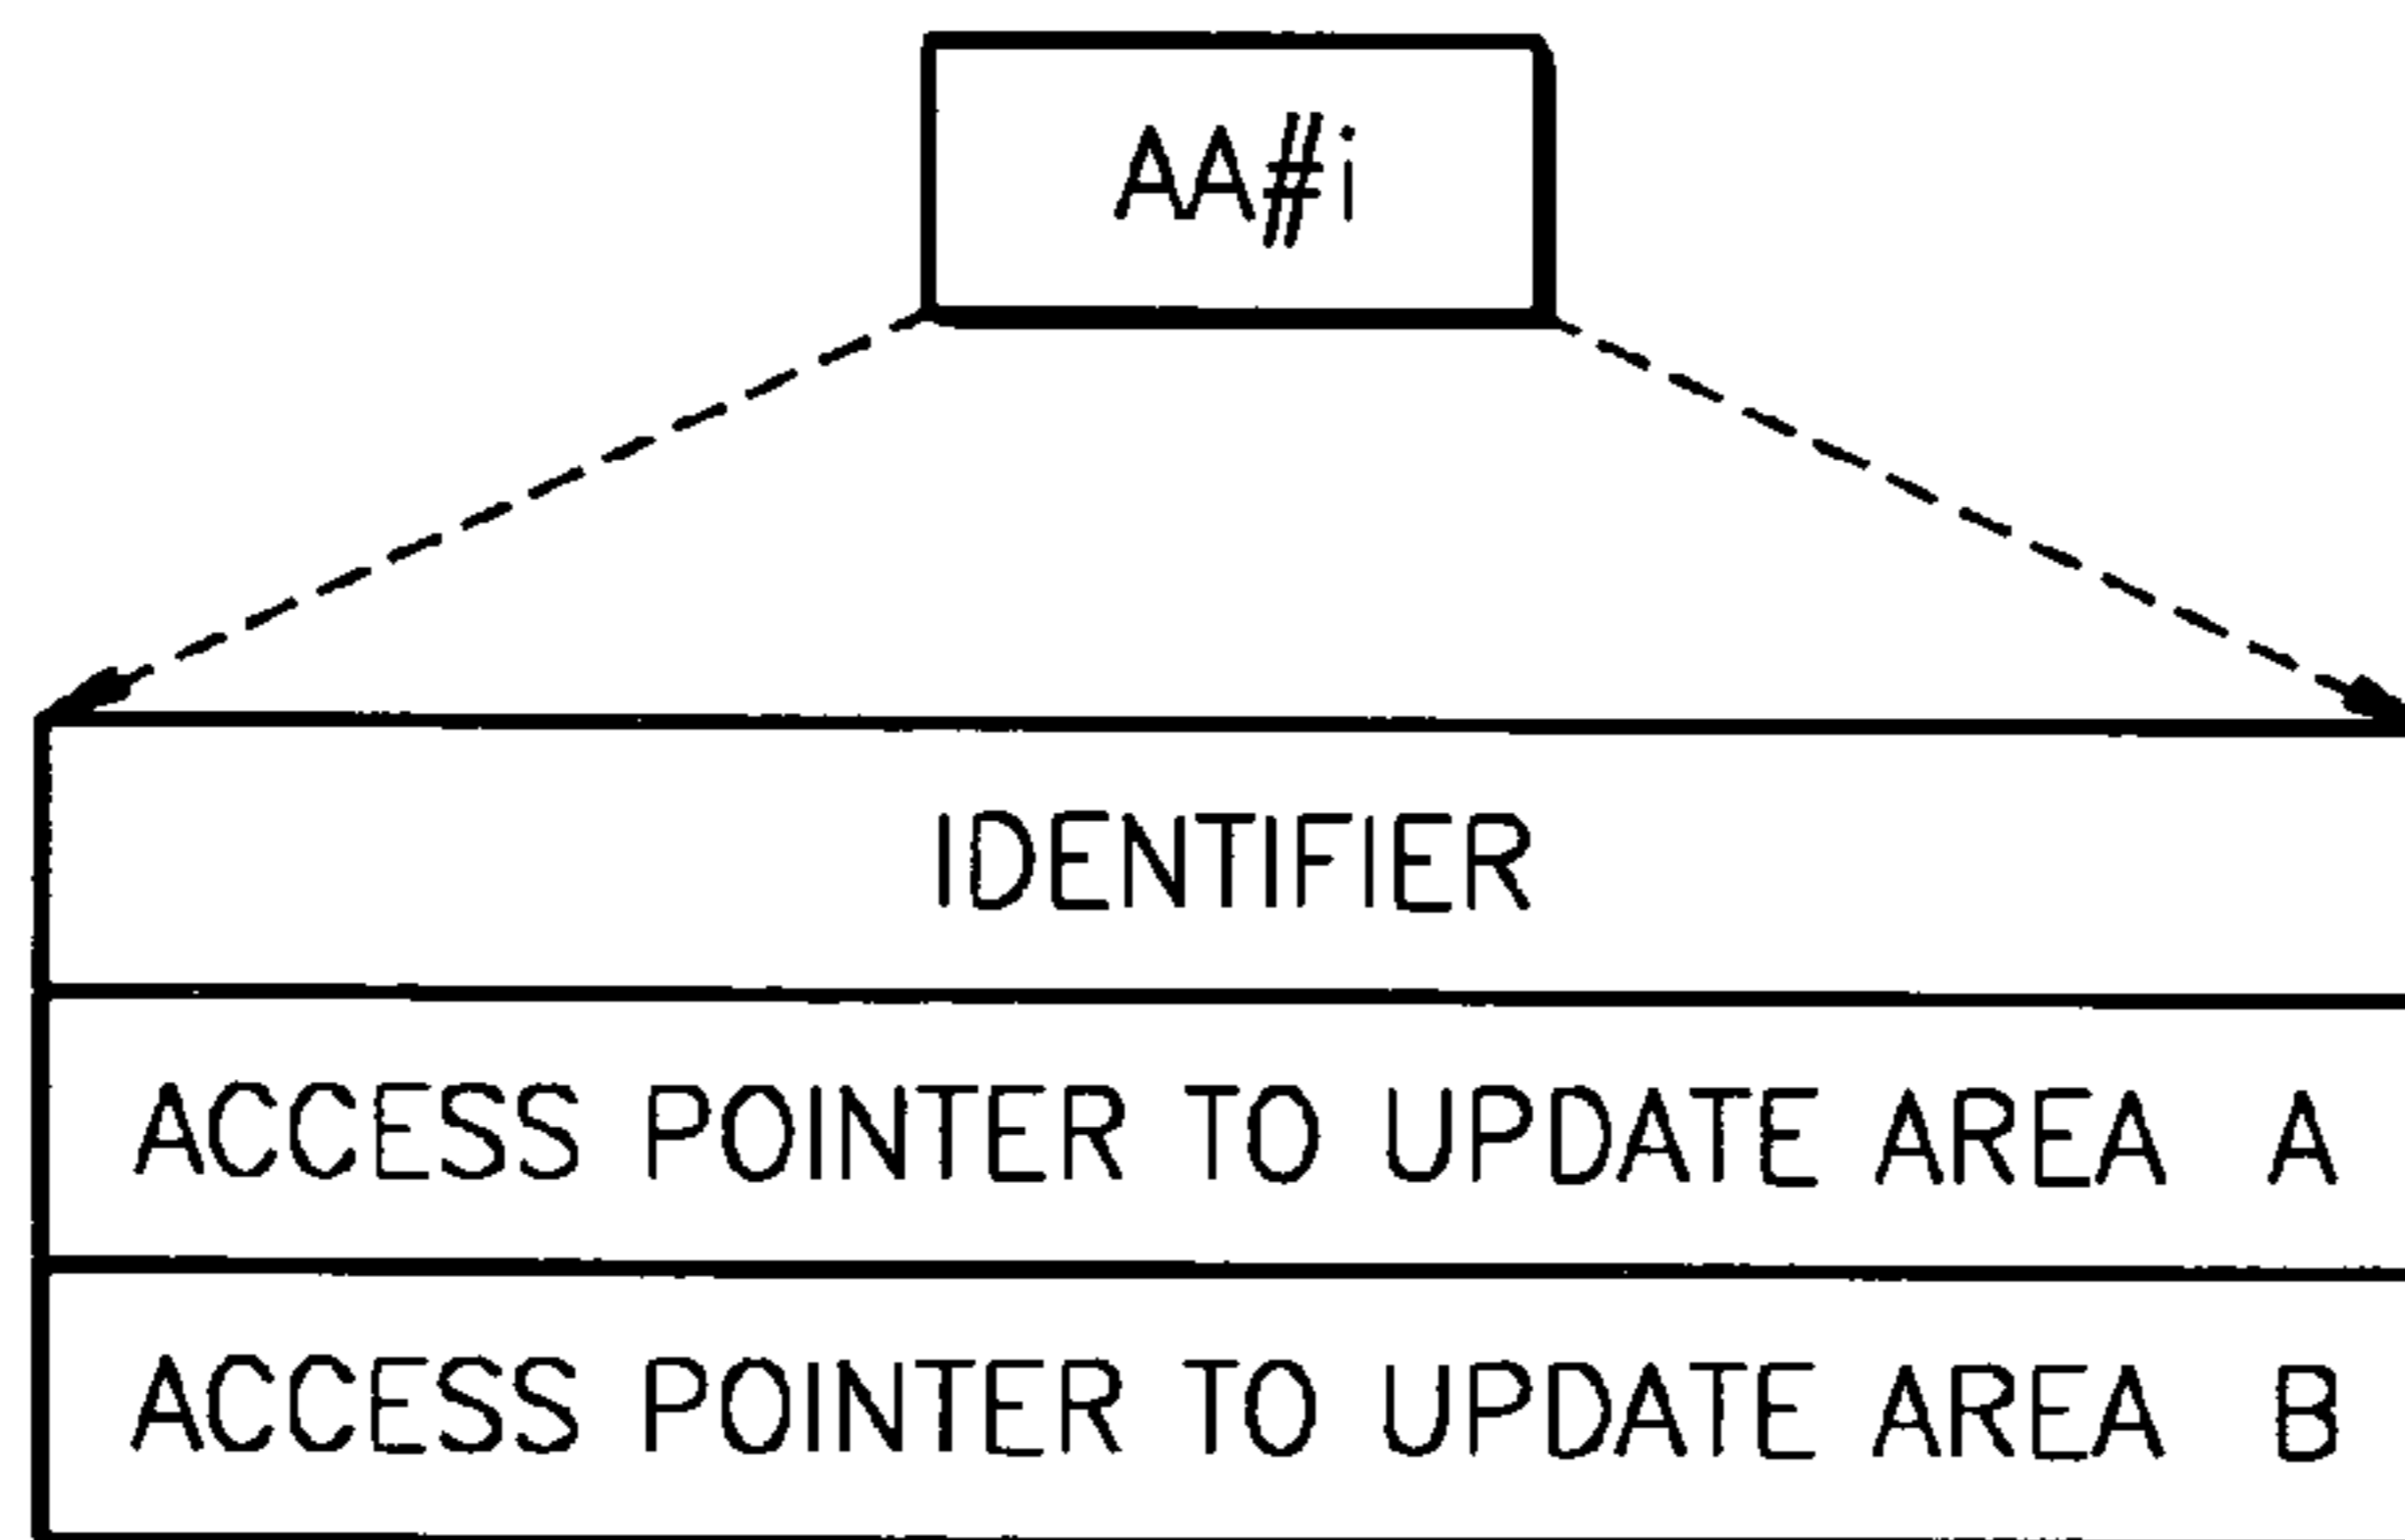 AA#i
IDENTIFIER
ACCESS POINTER TO UPDATE AREA A
ACCESS POINTER TO UPDATE AREA B